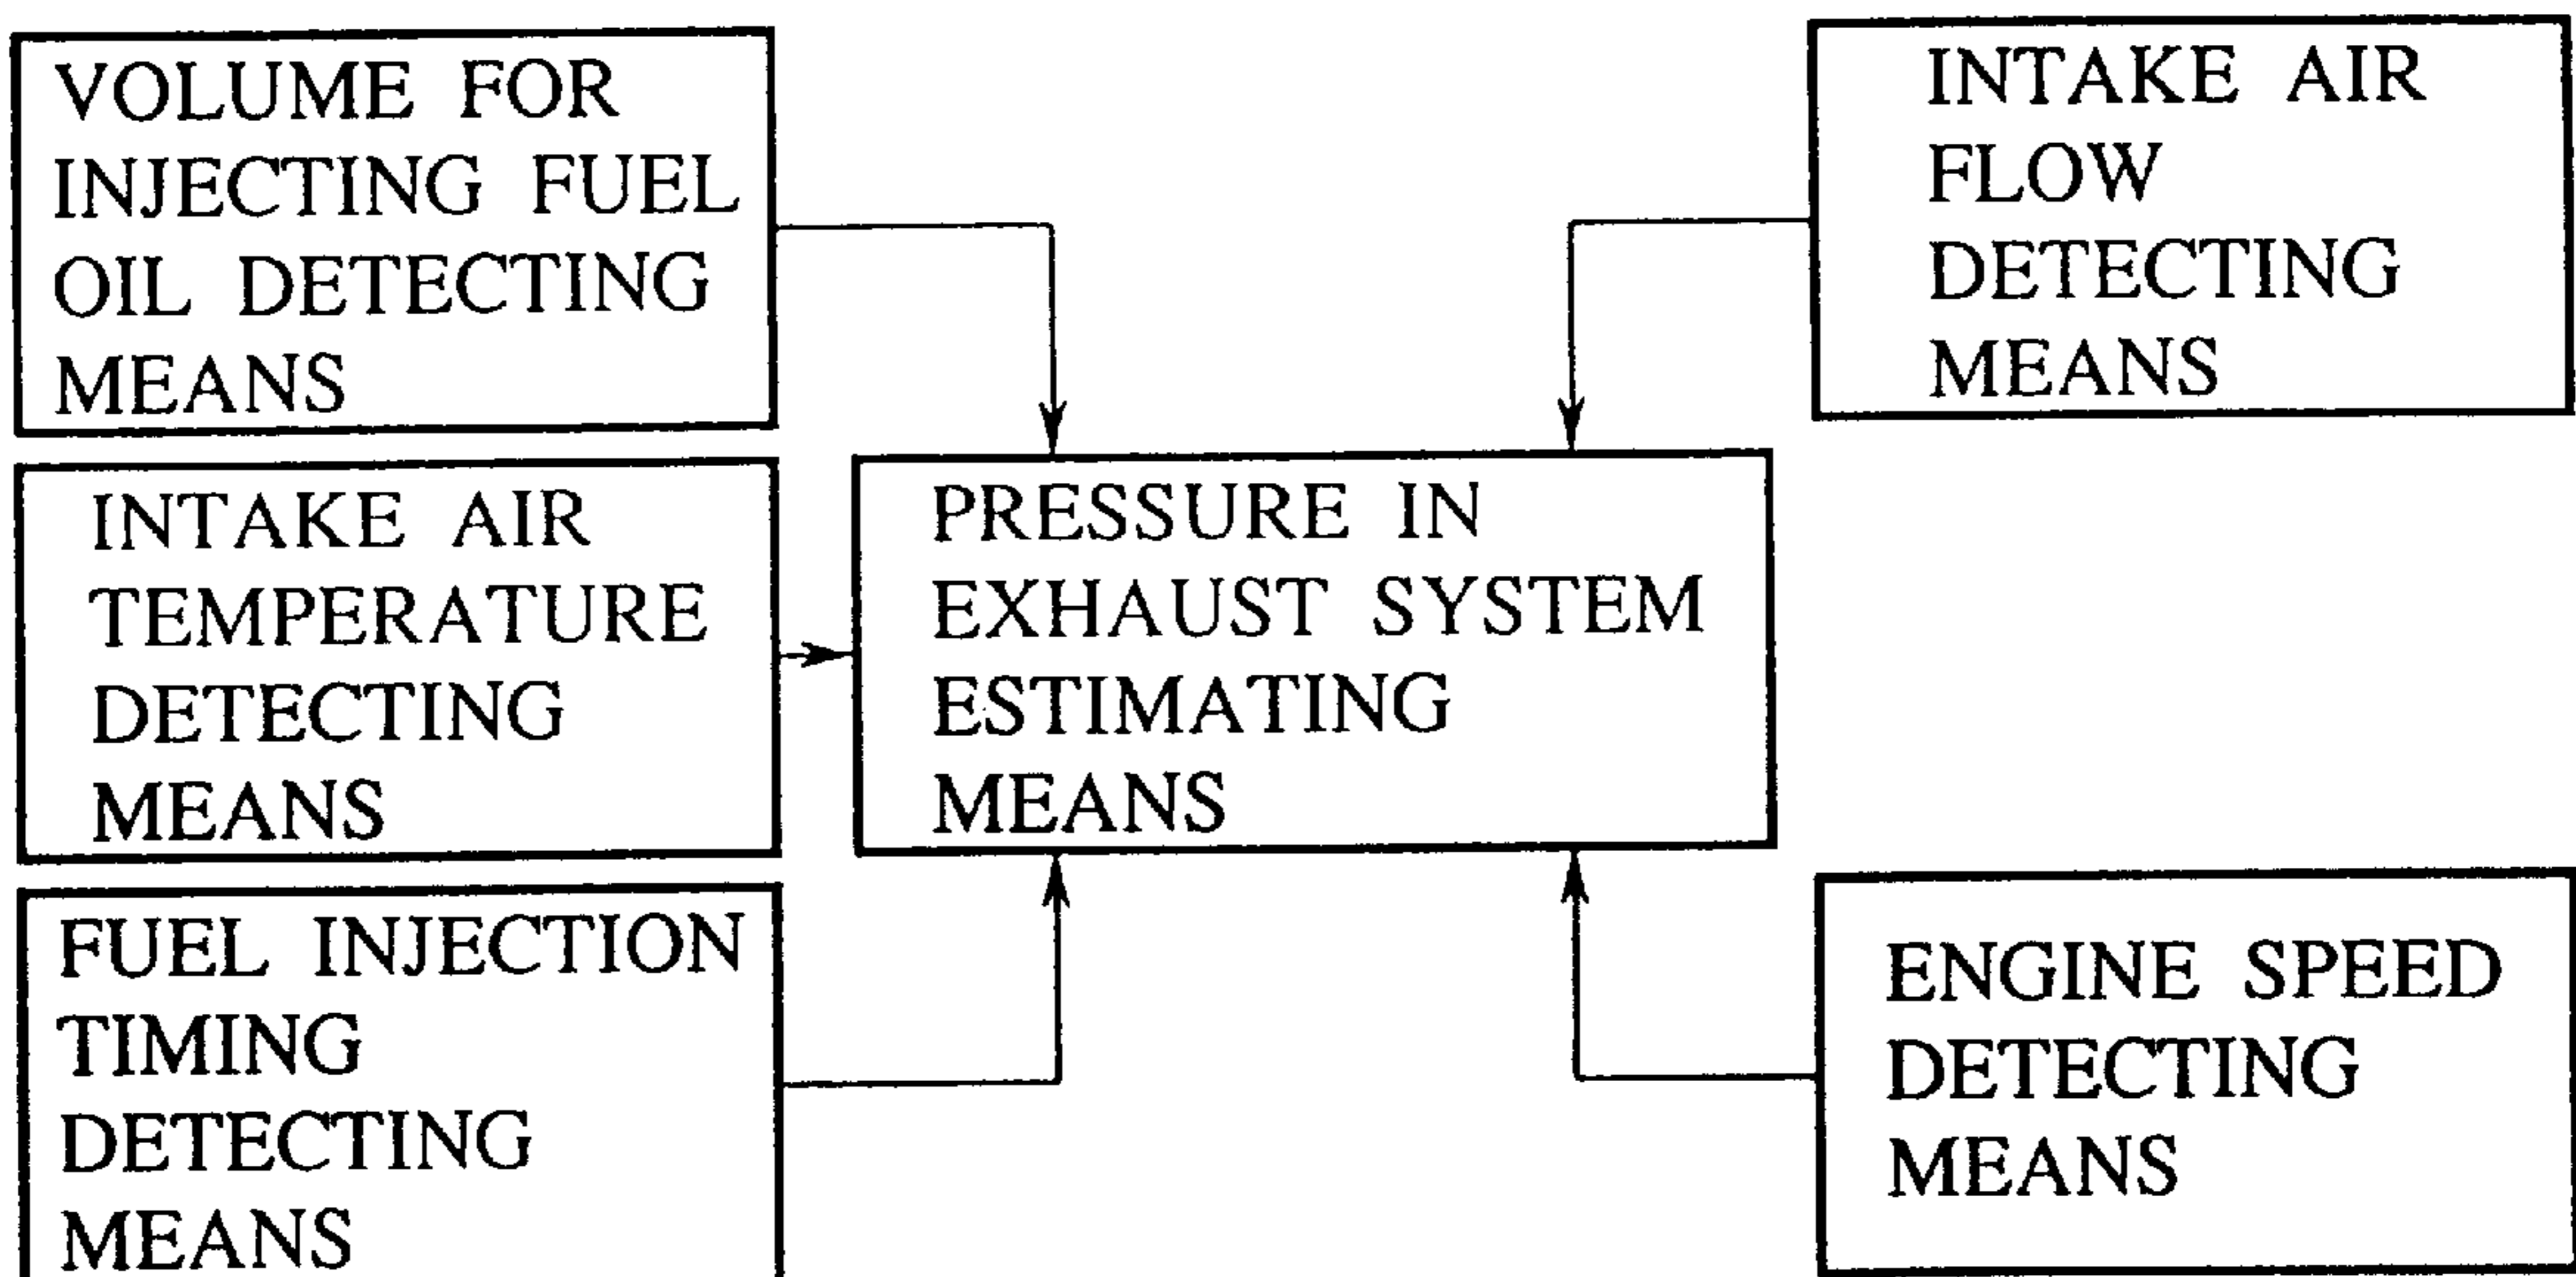 VOLUME FOR
INJECTING FUEL
OIL DETECTING
MEANS
INTAKE AIR
FLOW
DETECTING
MEANS
INTAKE AIR
TEMPERATURE
DETECTING
MEANS
PRESSURE IN
EXHAUST SYSTEM
ESTIMATING
MEANS
FUEL INJECTION
TIMING
DETECTING
MEANS
ENGINE SPEED
DETECTING
MEANS